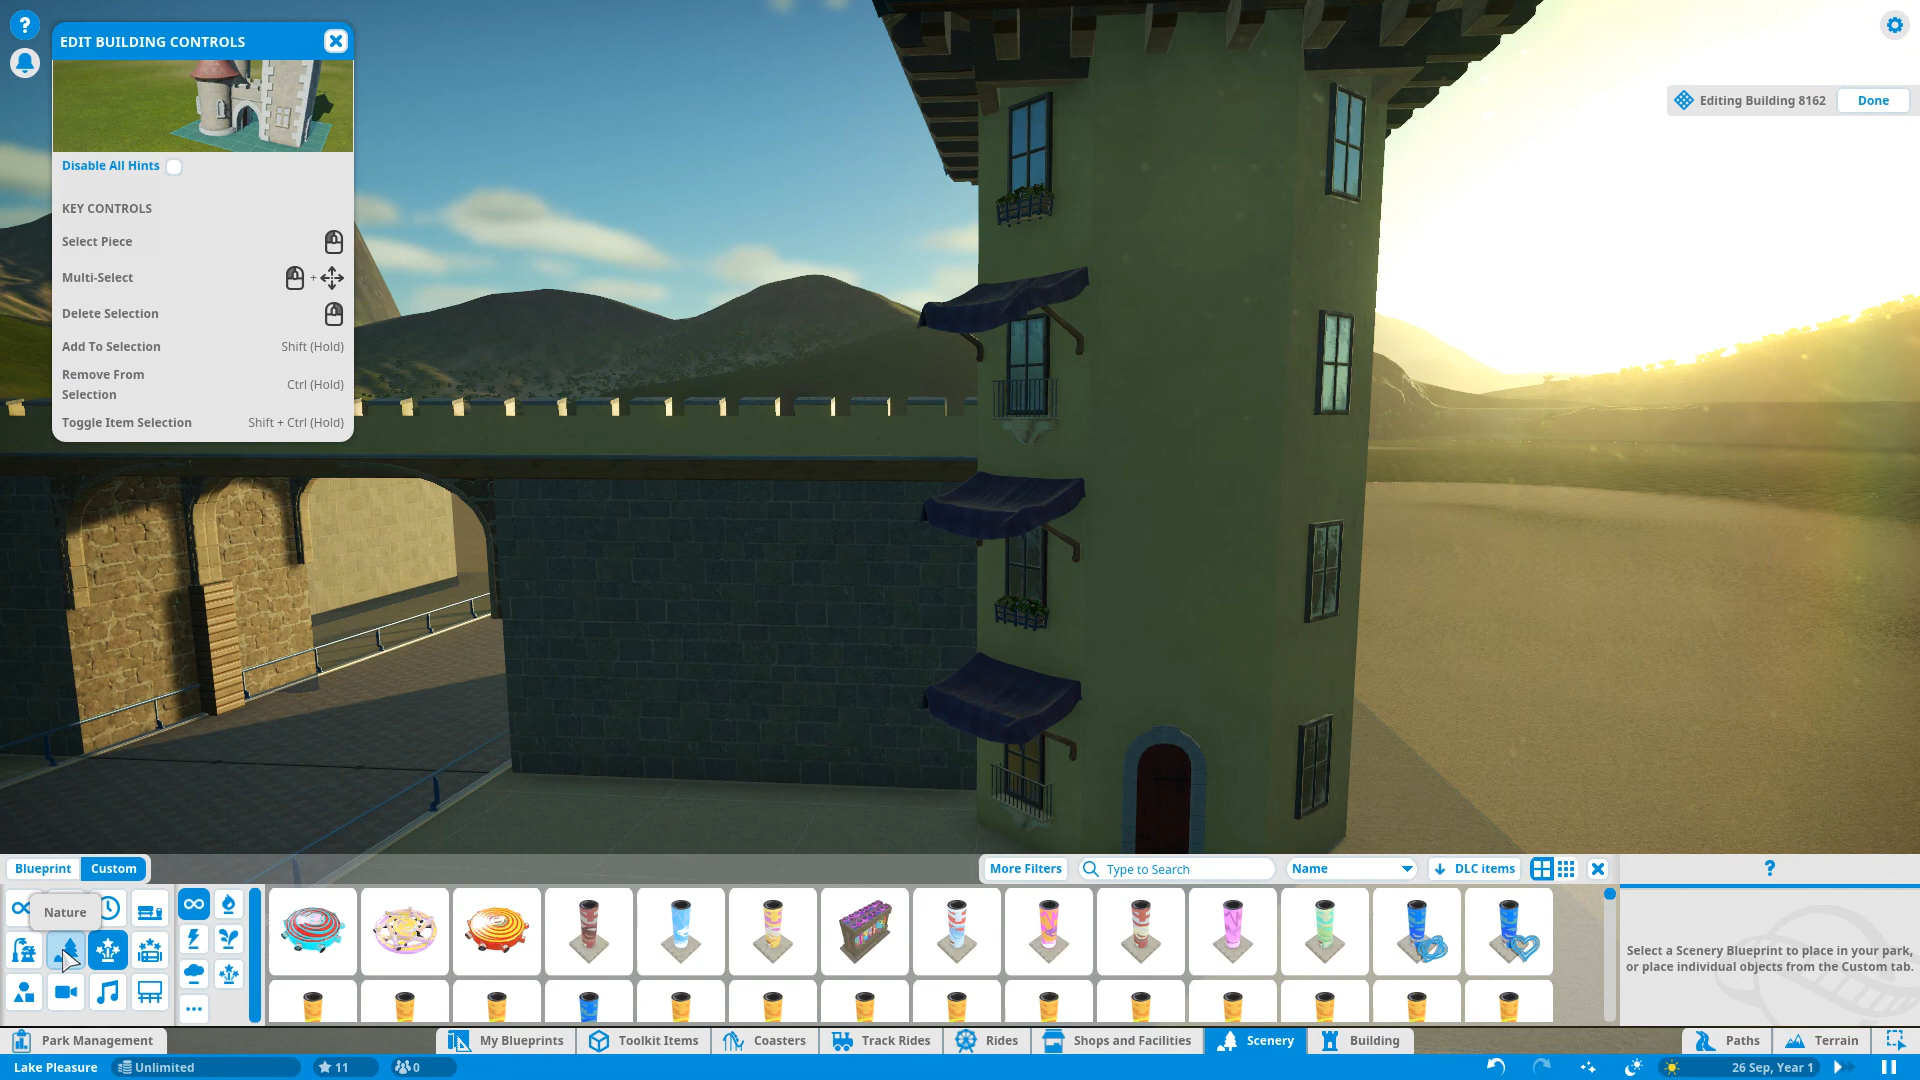 ?
EDIT BUILDING CONTROLS
Disable All Hints
KEY CONTROLS
Select Piece
Multi-Select
+
Delete Selection
Add To Selection Shift (Hold)
Remove From
Selection
Ctrl (Hold)
Toggle Item Selection Shift + Ctrl (Hold)
Editing Building 8162 Done
Blueprint Custom
More Filters Type to Search Name DLC items
?
Nature
Select a Scenery Blueprint to place in your park,
or place individual objects from the Custom tab.
Park Management My Blueprints Toolkit Items Coasters Track Rides Rides Shops and Facilities Scenery Building Paths Terrain
Lake Pleasure Unlimited 11 0 26 Sep, Year 1